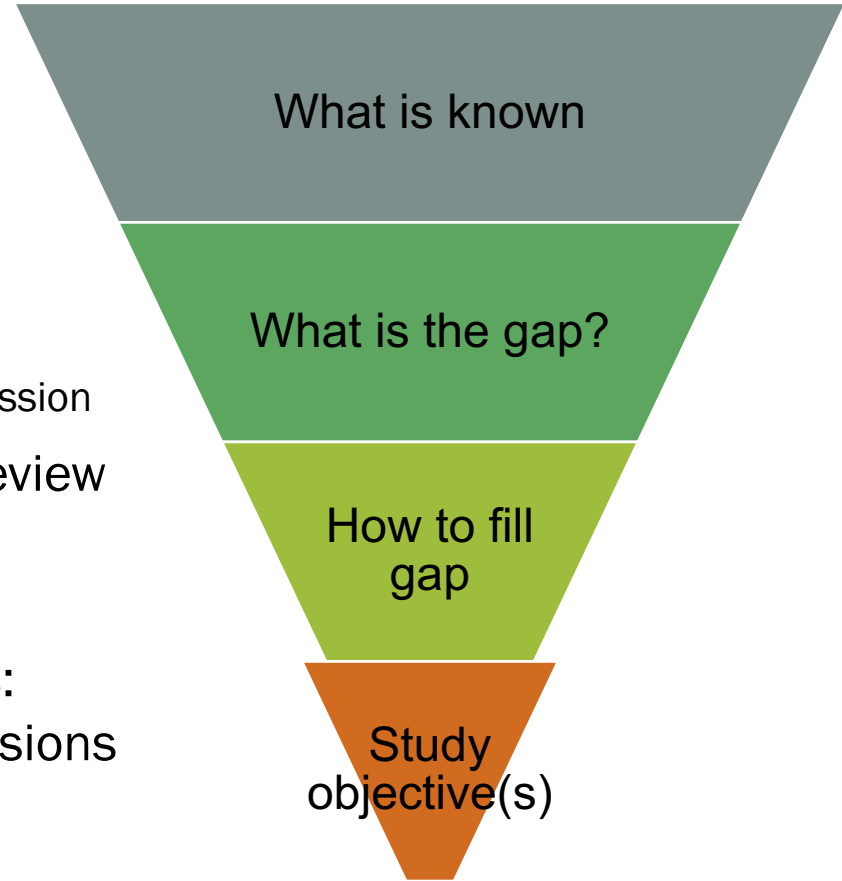 ssion
eview
:
sions
What is known
What is the gap?
How to fill
gap
Study
objective(s)